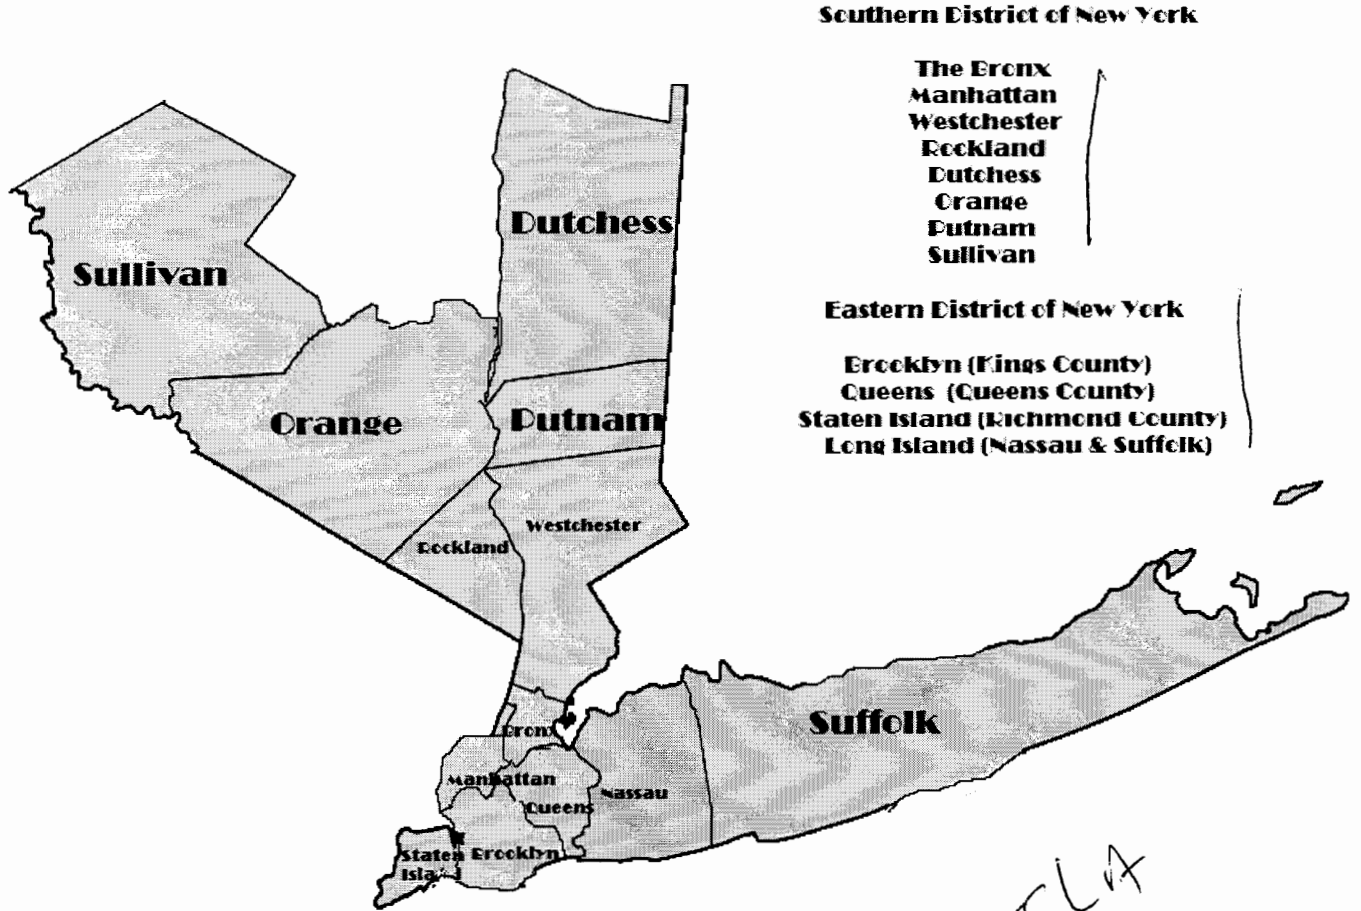 Southern District of New York
The Bronx
Manhattan
Westchester
Rockland
Dutchess
Orange
Putnam
Sullivan
Eastern District of New York
Brooklyn (Kings County)
Queens (Queens County)
Staten Island (Richmond County)
Long Island (Nassau & Suffolk)
Dutchess
Sullivan
Orange
Putnam
Westchester
Rockland
Suffolk
Bronx
Manhattan
Nassau
Queens
Staten Island
Brooklyn